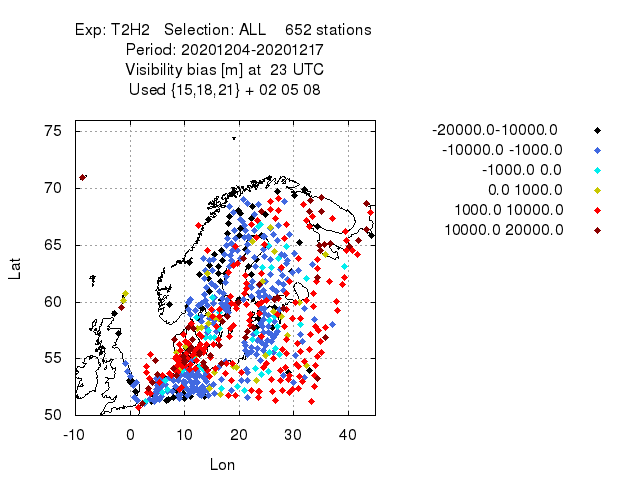 Exp: T2H2 Selection: ALL 652 stations
Period: 20201204-20201217
Visibility bias [m] at 23 UTC
Used {15,18,21} + 02 05 08
-20000.0-10000.0
-10000.0 -1000.0
-1000.0 0.0
0.0 1000.0
1000.0 10000.0
10000.0 20000.0
75
70
65
60
55
50
Lat
-10 0 10 20 30 40
Lon